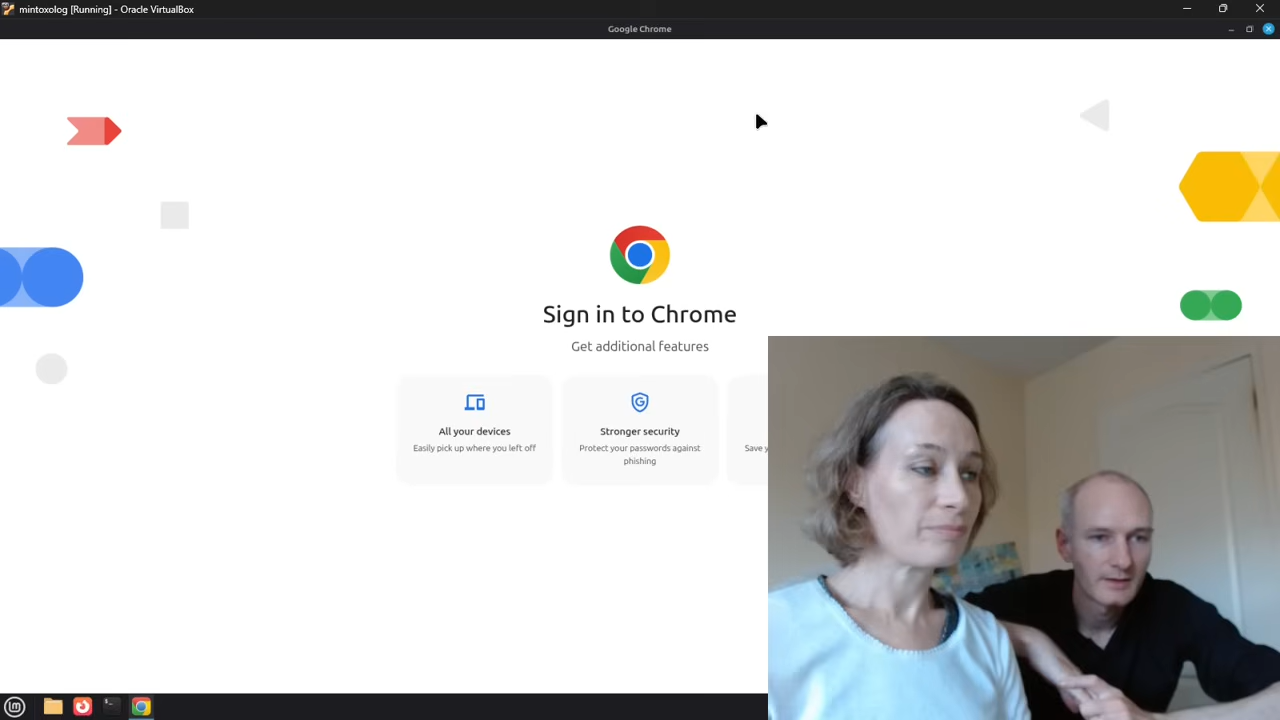 mintoxolog [Running] - Oracle VirtualBox
Google Chrome
Sign in to Chrome
Get additional features
All your devices
Easily pick up where you left off
Stronger security
Protect your passwords against
phishing
Save